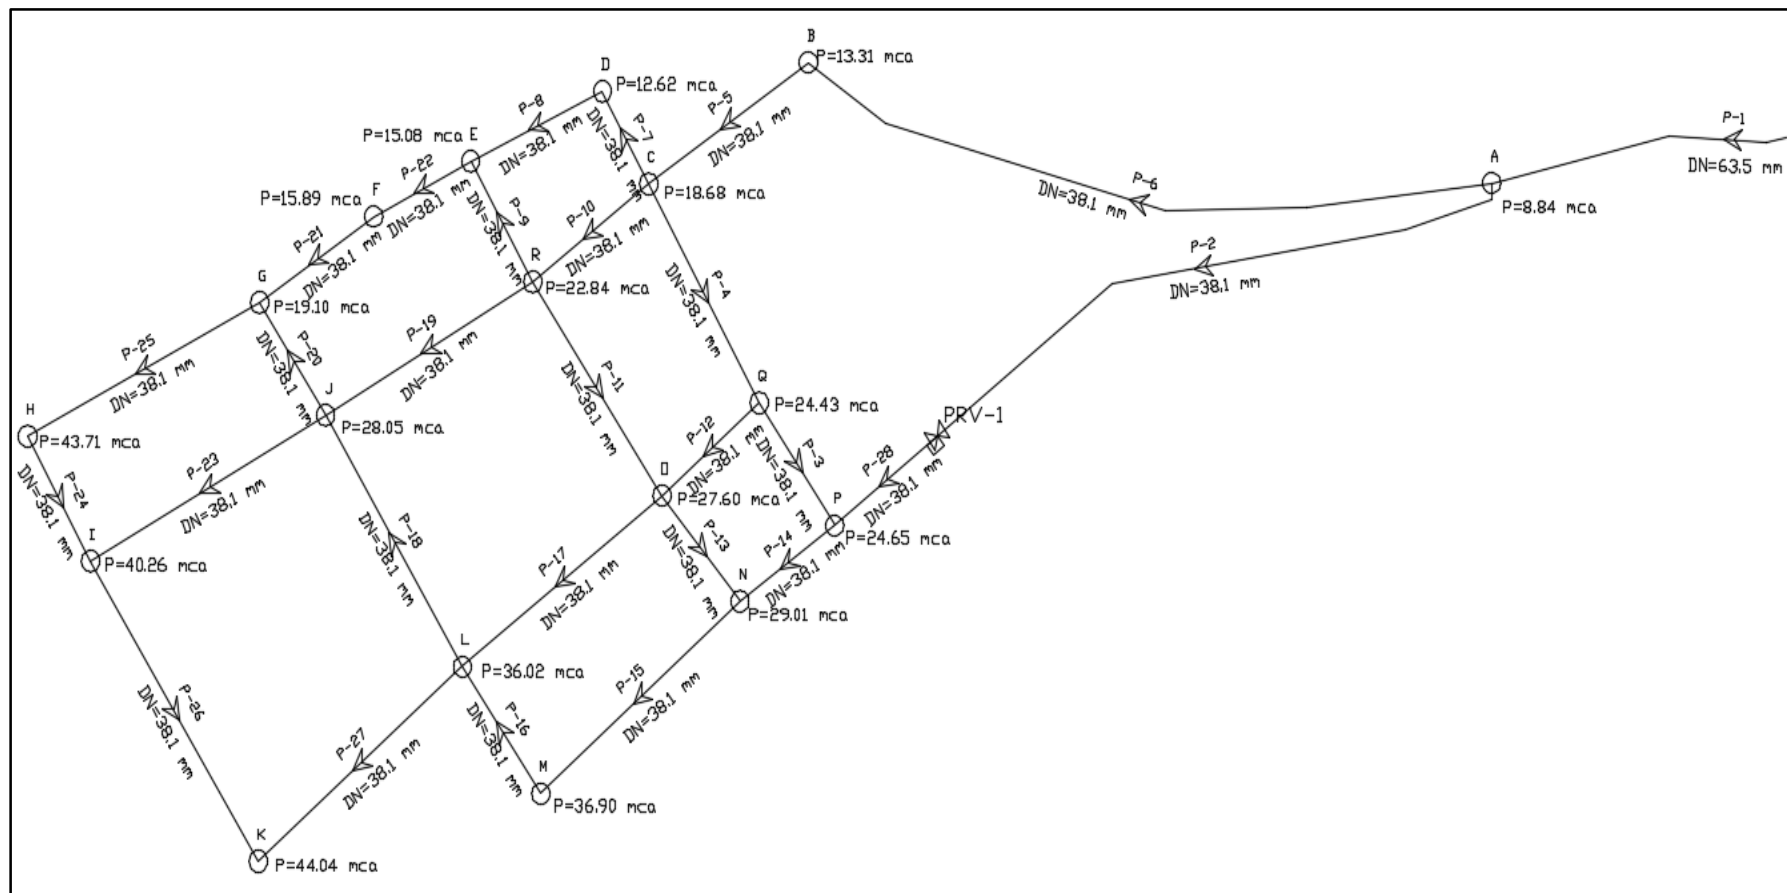 B
P=13.31 mca
D
P=12.62 mca
P-8
DN=38.1 mm
P-5
DN=38.1 mm
P-7
DN=38.1 mm
P-1
DN=63.5 mm
A
P=8.84 mca
P-6
DN=38.1 mm
P-2
DN=38.1 mm
P=15.08 mca E
P-22
DN=38.1 mm
C
P=18.68 mca
P-9
DN=38.1 mm
P-10
DN=38.1 mm
F
P=15.89 mca
P-21
DN=38.1 mm
R
P=22.84 mca
P-4
DN=38.1 mm
G
P=19.10 mca
P-25
DN=38.1 mm
P-20
DN=38.1 mm
P-19
DN=38.1 mm
P-11
DN=38.1 mm
J
P=28.05 mca
Q
P=24.43 mca
PRV-1
H
P=43.71 mca
P-24
DN=38.1 mm
P-23
DN=38.1 mm
P-12
DN=38.1 mm
P-3
DN=38.1 mm
P-28
DN=38.1 mm
O
P=27.60 mca
P
P=24.65 mca
I
P=40.26 mca
P-18
DN=38.1 mm
P-17
DN=38.1 mm
P-13
DN=38.1 mm
P-14
DN=38.1 mm
N
P=29.01 mca
L
P=36.02 mca
P-26
DN=38.1 mm
P-27
DN=38.1 mm
P-16
DN=38.1 mm
P-15
DN=38.1 mm
M
P=36.90 mca
K
P=44.04 mca